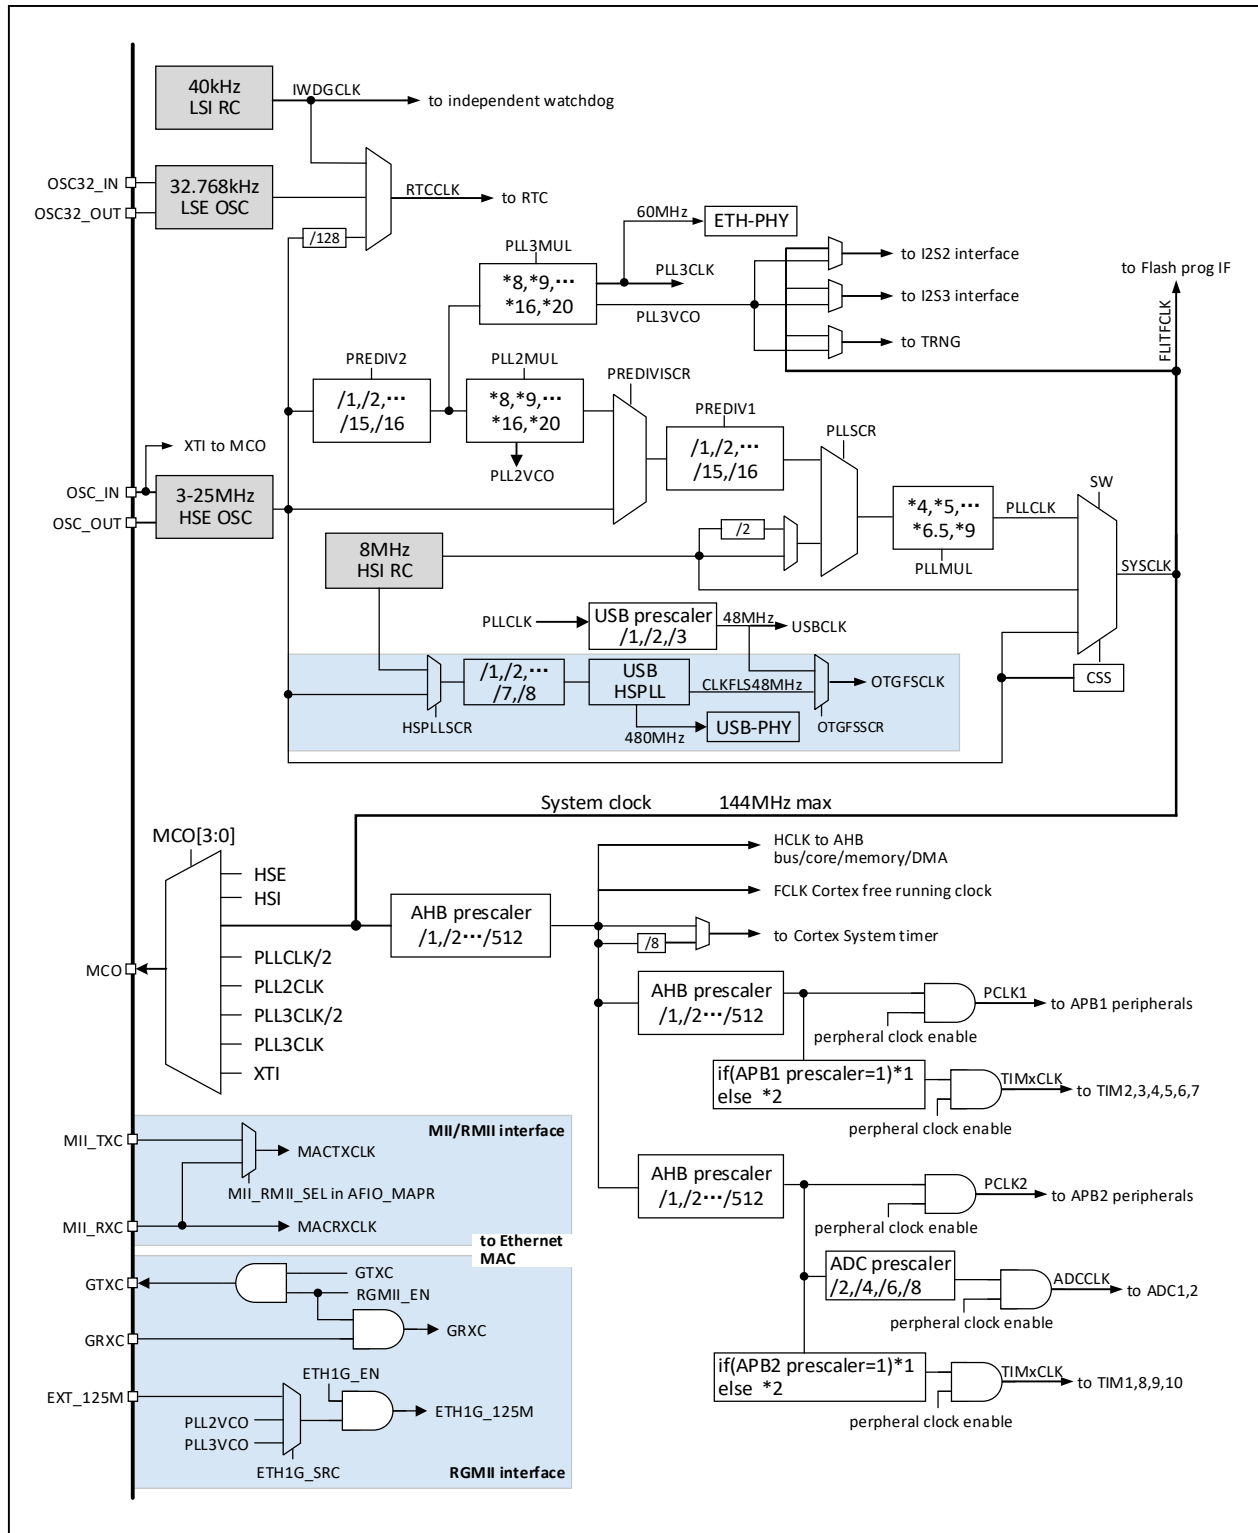 40kHz
LSI RC
IWDGCLK
to independent watchdog
OSC32_IN
OSC32_OUT
32.768kHz
LSE OSC
RTCCLK
to RTC
/128
60MHz
ETH-PHY
PLL3MUL
*8,*9,···
*16,*20
PLL3CLK
PLL3VCO
to I2S2 interface
to I2S3 interface
to TRNG
to Flash prog IF
FLITFCLK
PREDIV2
/1,/2,···
/15,/16
PLL2MUL
*8,*9,···
*16,*20
PLL2VCO
PREDIVISCR
PREDIV1
/1,/2,···
/15,/16
PLLSCR
XTI to MCO
OSC_IN
OSC_OUT
3-25MHz
HSE OSC
*4,*5,···
*6.5,*9
PLLMUL
PLLCLK
SW
SYSCLK
/2
8MHz
HSI RC
PLLCLK
USB prescaler
/1,/2,/3
48MHz
USBCLK
CSS
/1,/2,···
/7,/8
USB
HSPLL
CLKFLS48MHz
OTGFSCLK
HSPLLSCR
480MHz
USB-PHY
OTGFSSCR
System clock 144MHz max
MCO[3:0]
HSE
HSI
PLLCLK/2
PLL2CLK
PLL3CLK/2
PLL3CLK
XTI
MCO
AHB prescaler
/1,/2···/512
HCLK to AHB
bus/core/memory/DMA
FCLK Cortex free running clock
/8
to Cortex System timer
AHB prescaler
/1,/2···/512
PCLK1
to APB1 peripherals
perpheral clock enable
if(APB1 prescaler=1)*1
else *2
TIMxCLK
to TIM2,3,4,5,6,7
perpheral clock enable
MII_TXC
MII/RMII interface
MACTXCLK
MII_RMII_SEL in AFIO_MAPR
MII_RXC
MACRXCLK
to Ethernet
MAC
AHB prescaler
/1,/2···/512
PCLK2
to APB2 peripherals
perpheral clock enable
GTXC
GTXC
RGMII_EN
GRXC
GRXC
ADC prescaler
/2,/4,/6,/8
ADCCLK
to ADC1,2
perpheral clock enable
EXT_125M
ETH1G_EN
ETH1G_125M
PLL2VCO
PLL3VCO
ETH1G_SRC
RGMII interface
if(APB2 prescaler=1)*1
else *2
TIMxCLK
to TIM1,8,9,10
perpheral clock enable